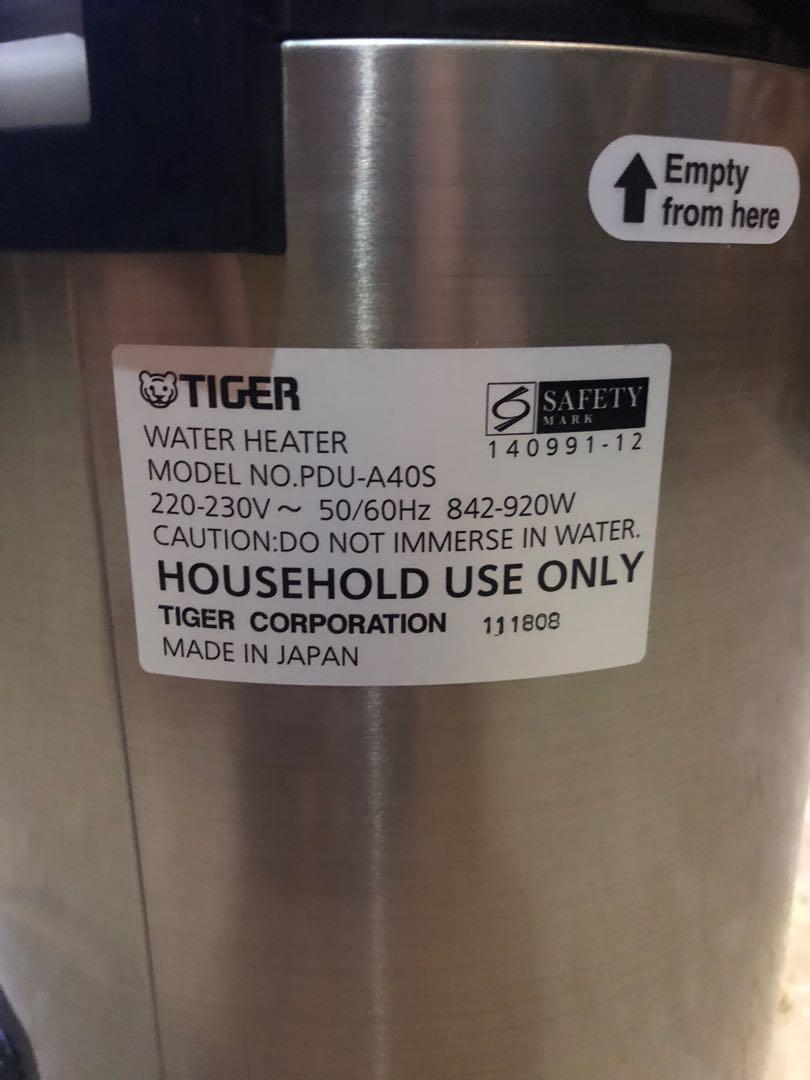 Empty
from here
TIGER
SAFETY
MARK
140991-12
WATER HEATER
MODEL NO.PDU-A40S
220-230V～ 50/60Hz 842-920W
CAUTION:DO NOT IMMERSE IN WATER.
HOUSEHOLD USE ONLY
TIGER CORPORATION 111808
MADE IN JAPAN